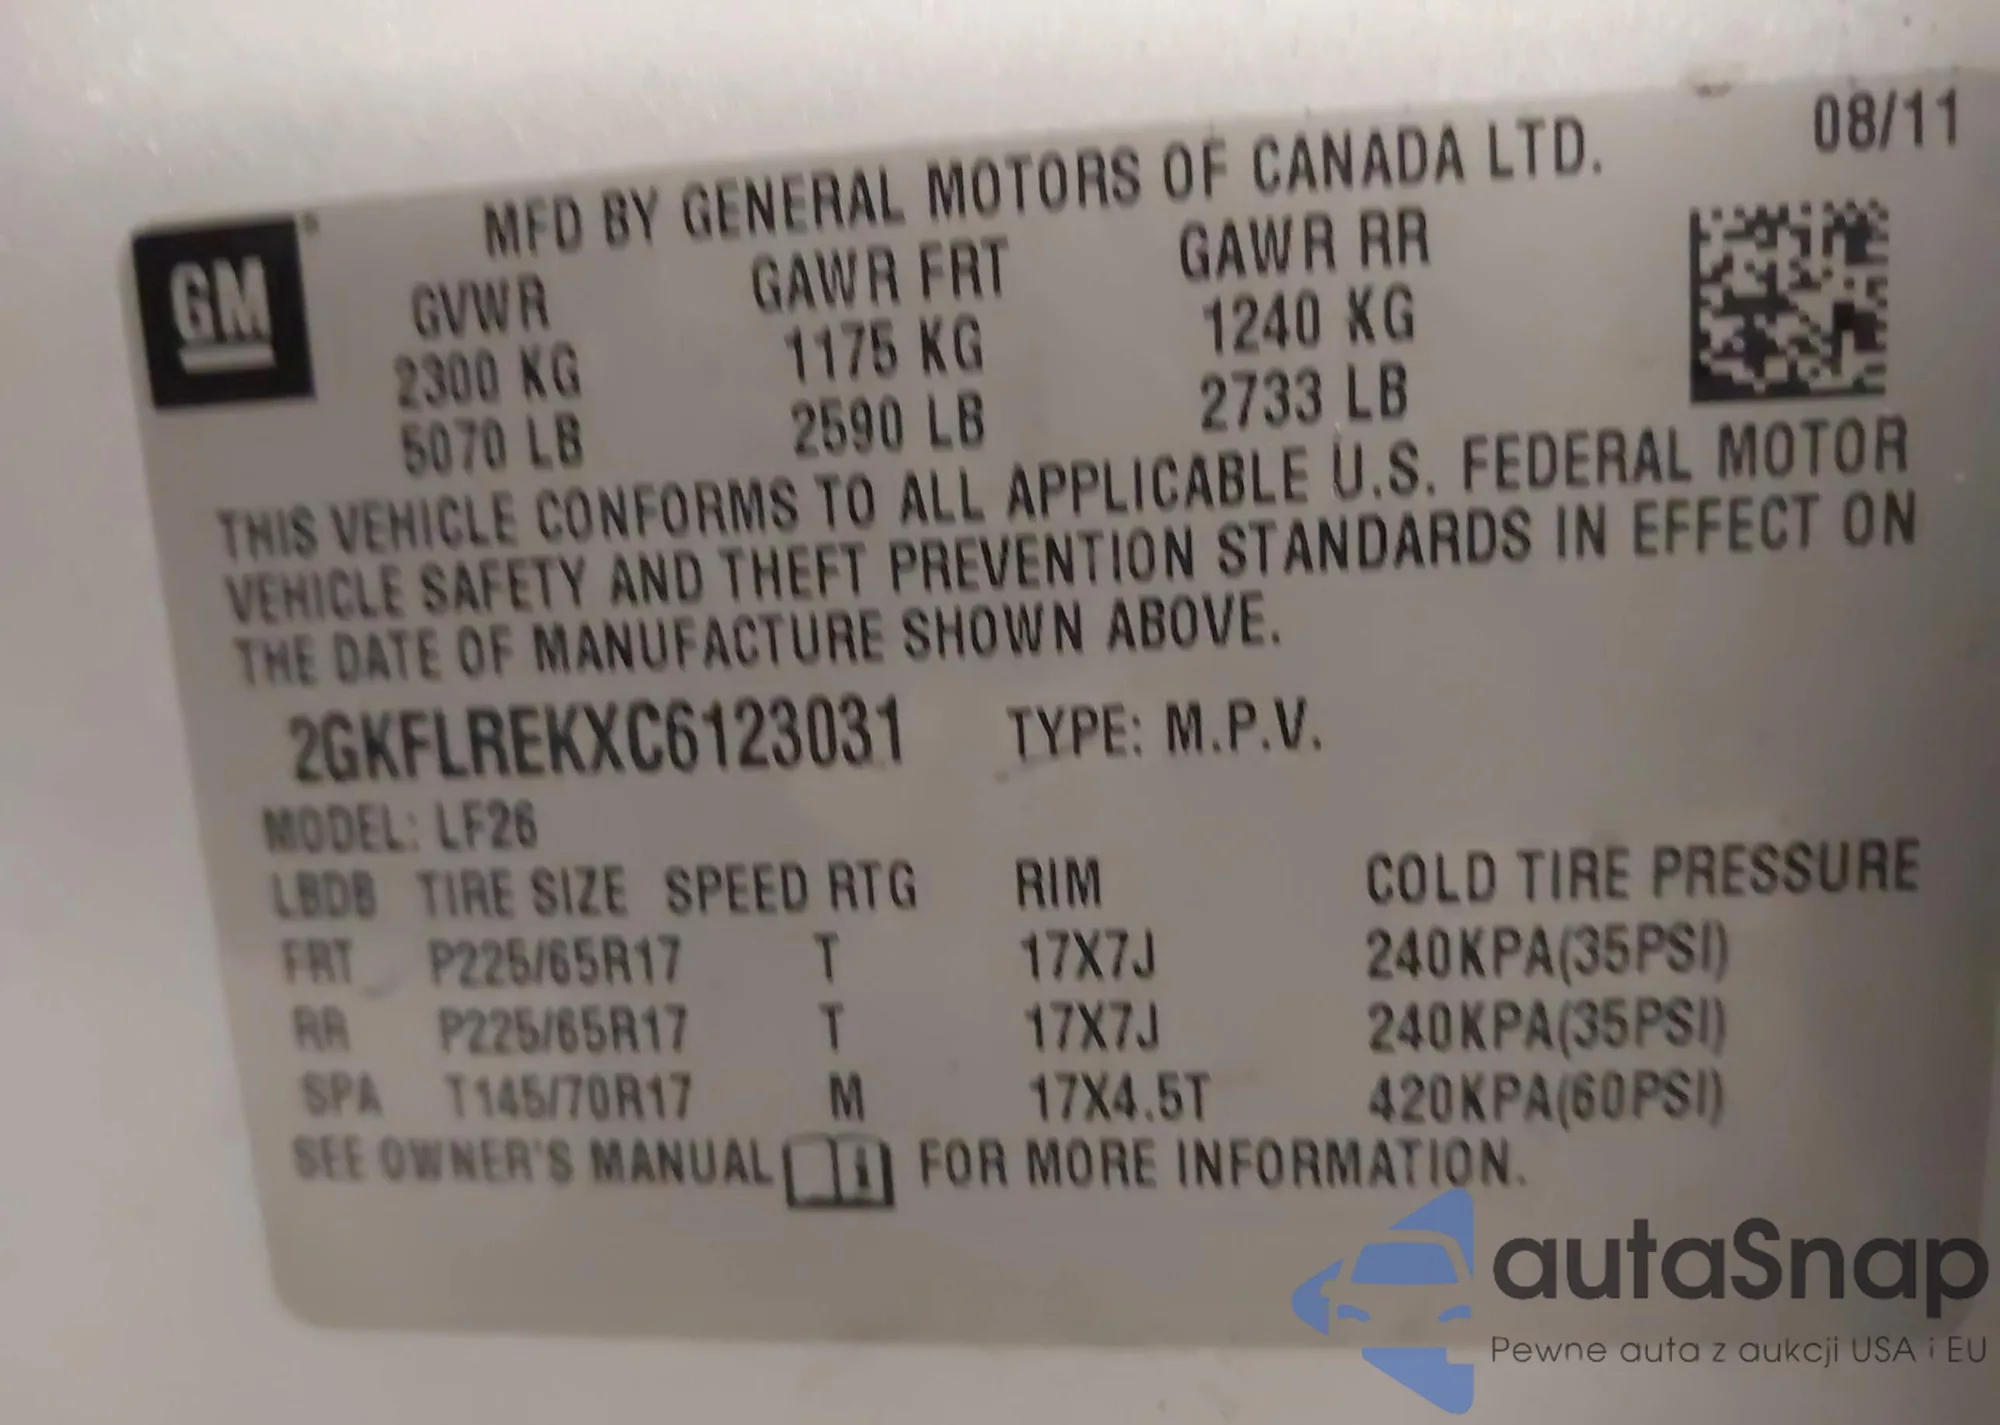 08/11
MFD BY GENERAL MOTORS OF CANADA LTD.
GM
GVWR GAWR FRT GAWR RR
2300 KG 1175 KG 1240 KG
5070 LB 2590 LB 2733 LB
THIS VEHICLE CONFORMS TO ALL APPLICABLE U.S. FEDERAL MOTOR
VEHICLE SAFETY AND THEFT PREVENTION STANDARDS IN EFFECT ON
THE DATE OF MANUFACTURE SHOWN ABOVE.
2GKFLREKXC6123031 TYPE: M.P.V.
MODEL: LF26
LBDB TIRE SIZE SPEED RTG RIM COLD TIRE PRESSURE
FRT P225/65R17 T 17X7J 240KPA(35PSI)
RR P225/65R17 T 17X7J 240KPA(35PSI)
SPA T145/70R17 M 17X4.5T 420KPA(60PSI)
SEE OWNER'S MANUAL FOR MORE INFORMATION.
autaSnap
Pewne auta z aukcji USA i EU